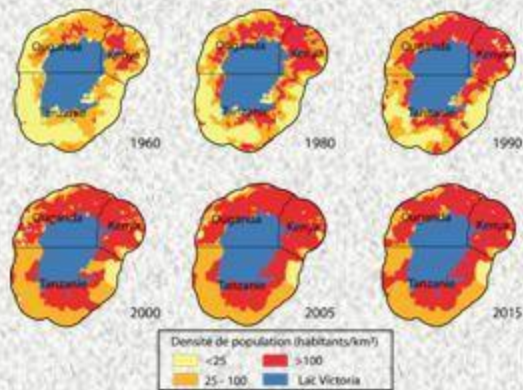 Ouganda
Kenya
Tanzanie
1960
Ouganda
Kenya
Tanzanie
1980
Ouganda
Kenya
Tanzanie
1990
Ouganda
Kenya
Tanzanie
2000
Ouganda
Kenya
Tanzanie
2005
Ouganda
Kenya
Tanzanie
2015
Densité de population (habitants/km²)
<25 >100
25 - 100 Lac Victoria